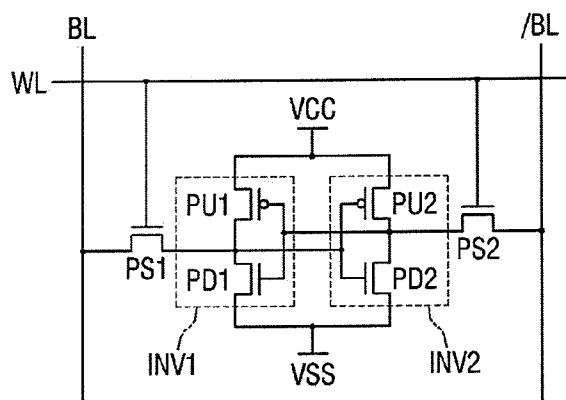 BL
/BL
WL
VCC
PU1
PU2
PS1
PS2
PD1
PD2
INV1
VSS
INV2